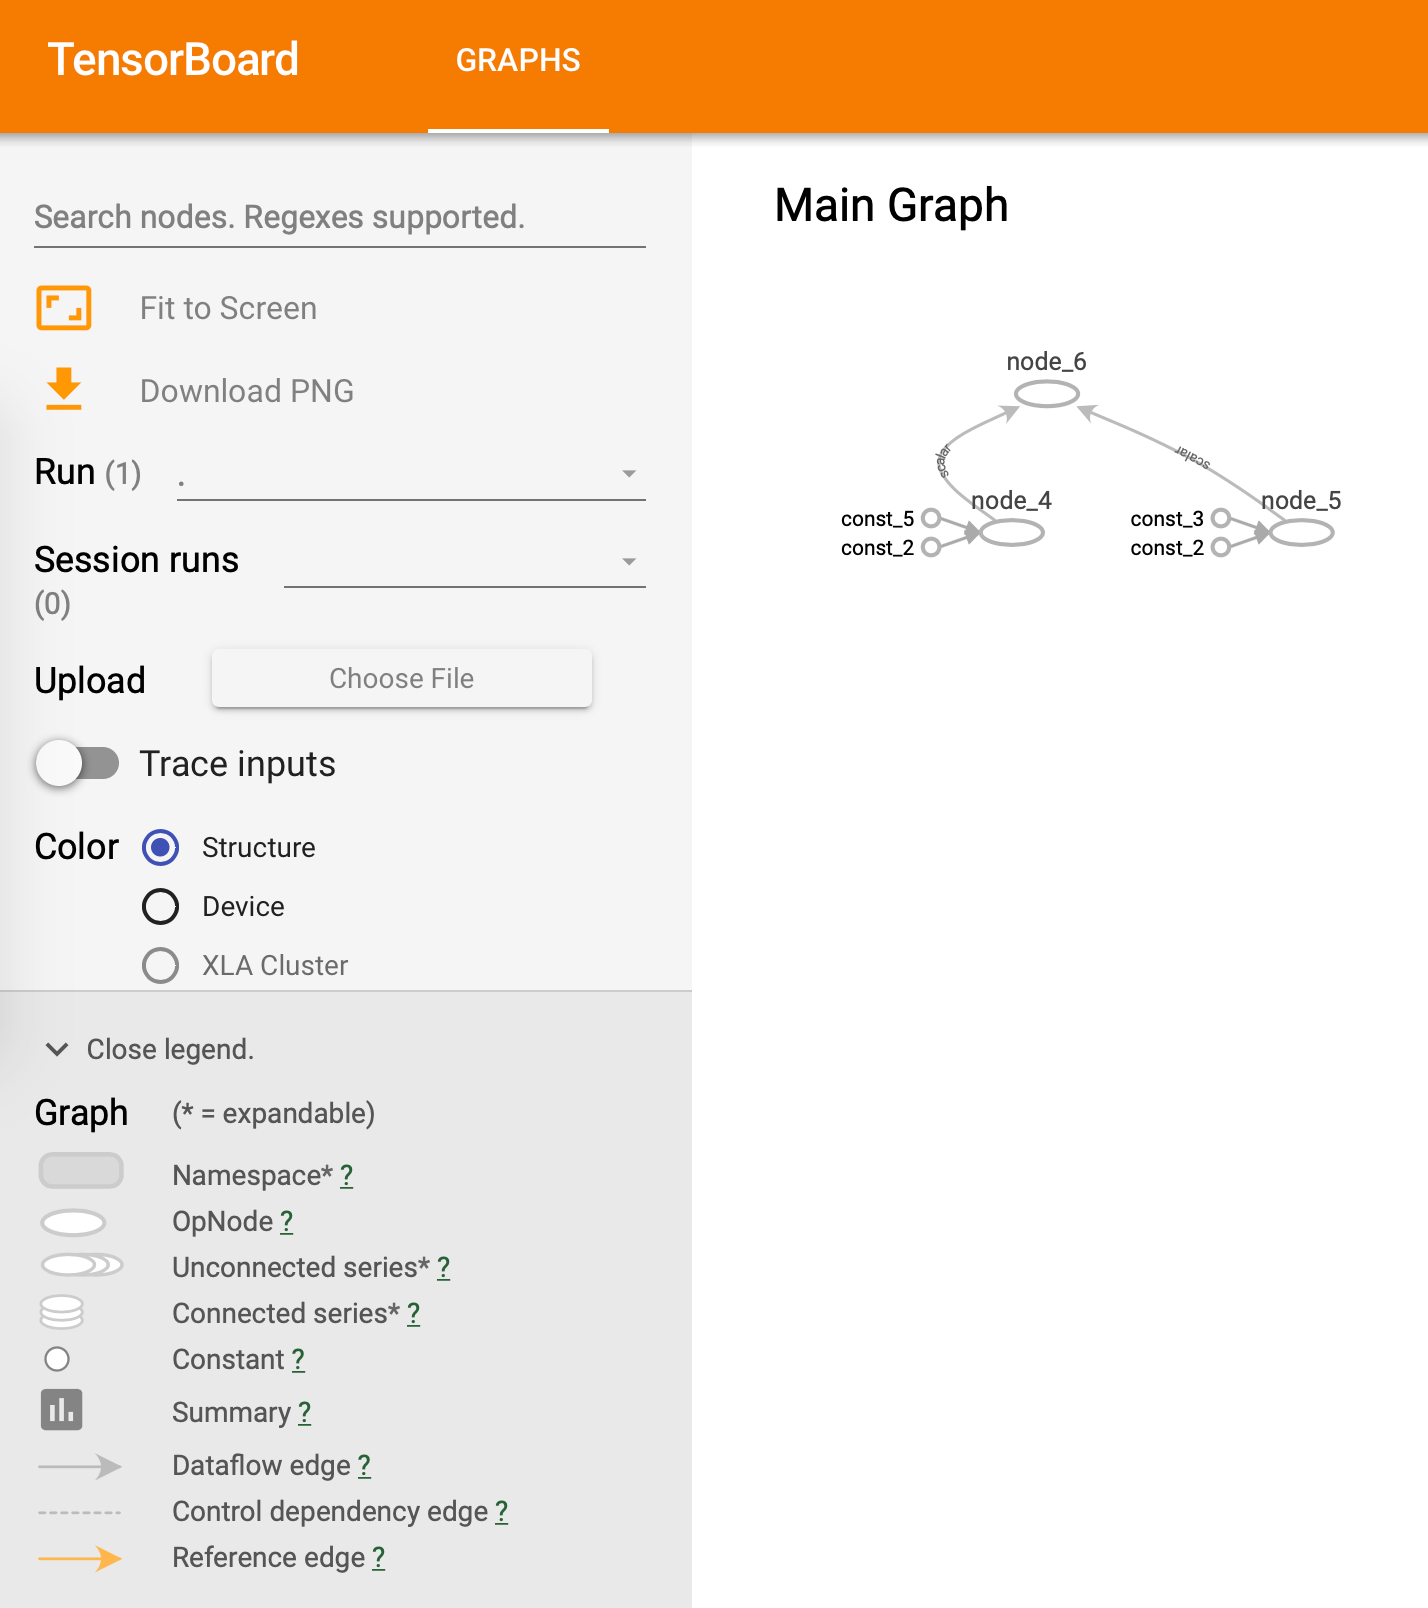 TensorBoard
GRAPHS
Search nodes. Regexes supported.
Fit to Screen
Download PNG
Run (1) .
Session runs
(0)
Upload
Choose File
Trace inputs
Color
Structure
Device
XLA Cluster
Close legend.
Graph (* = expandable)
Namespace* ?
OpNode ?
Unconnected series* ?
Connected series* ?
Constant ?
Summary ?
Dataflow edge ?
Control dependency edge ?
Reference edge ?
Main Graph
node_6
scalar
scalar
node_4
node_5
const_5
const_2
const_3
const_2